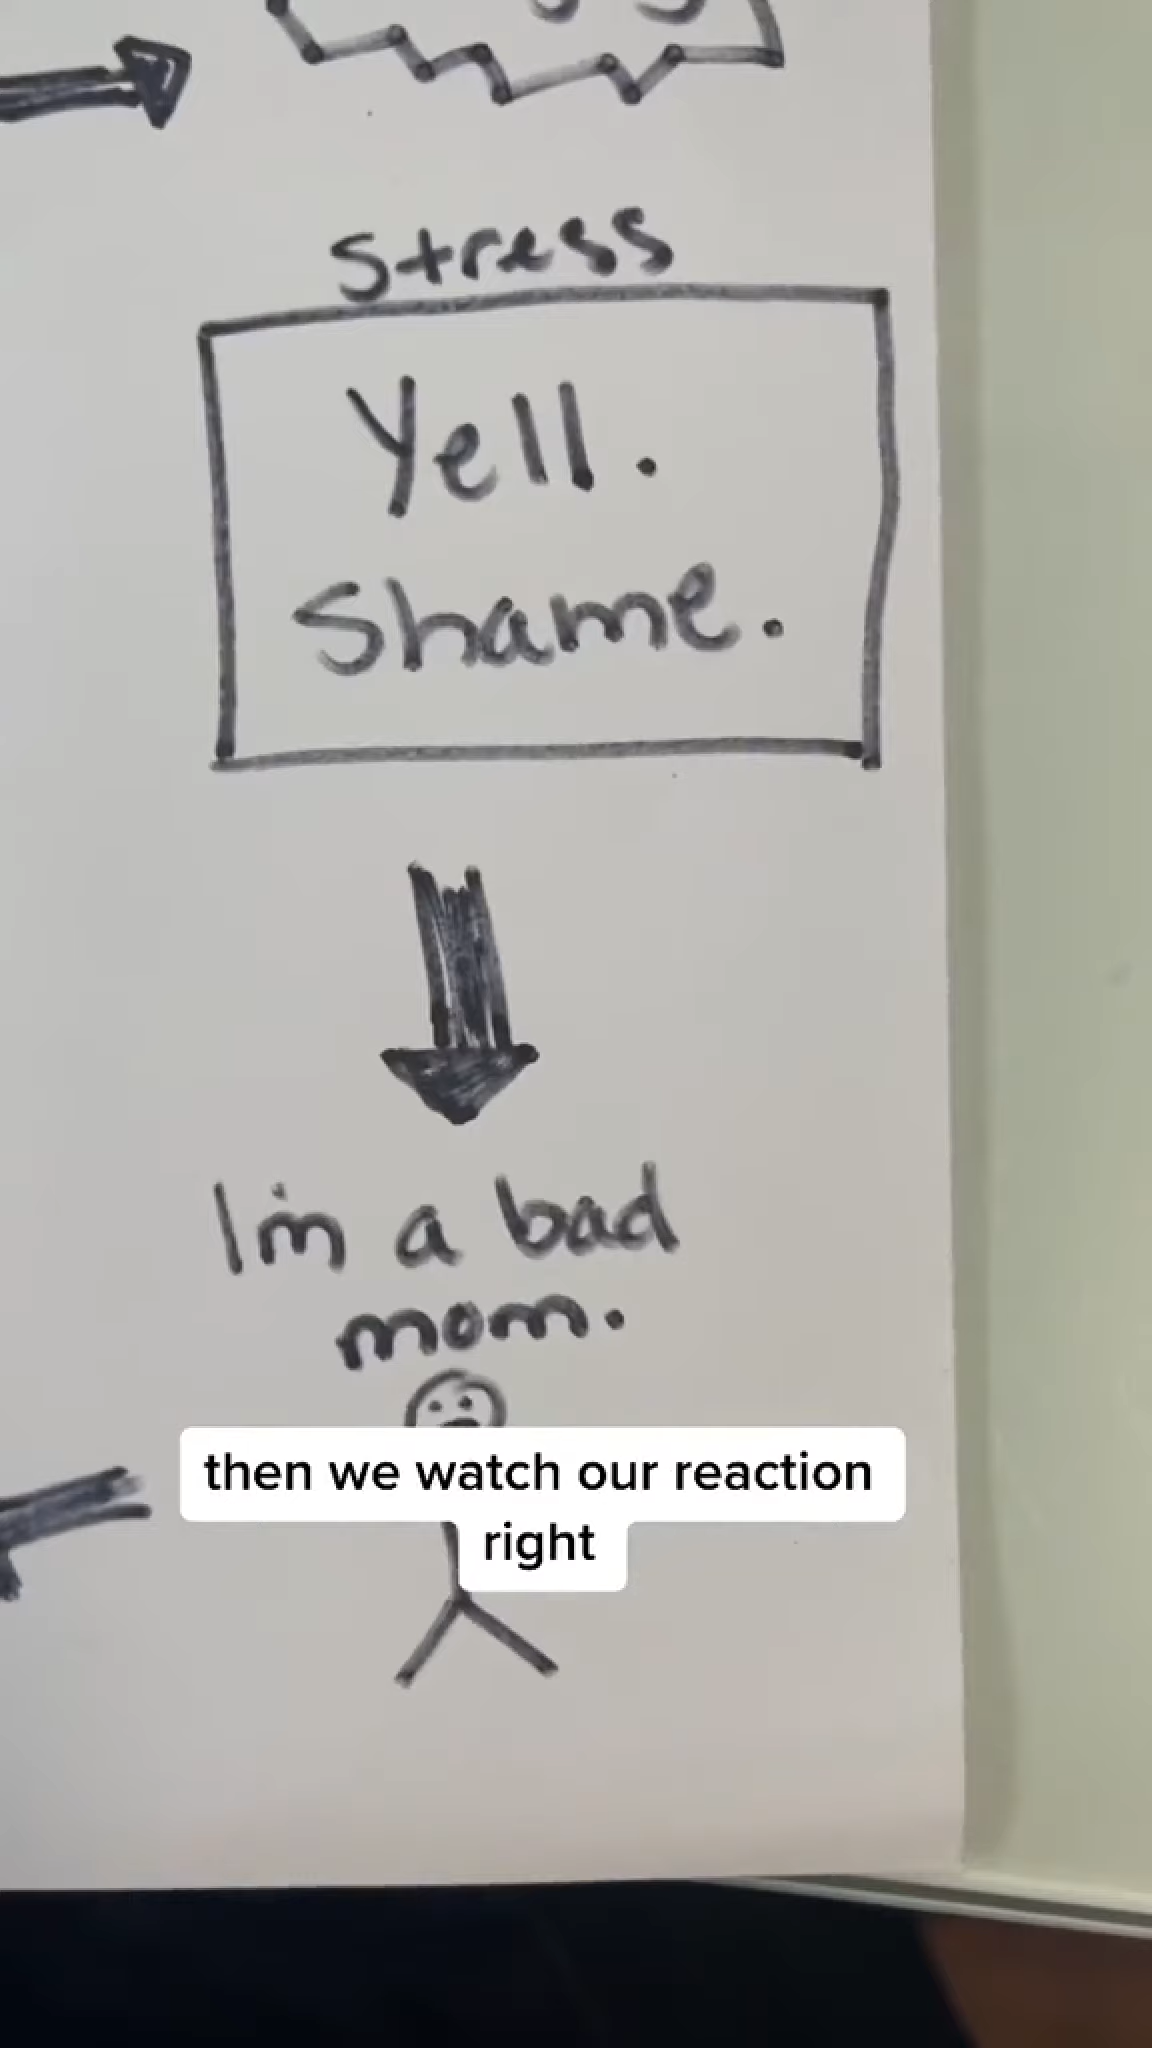 Stress
Yell.
Shame.
I'm a bad
mom.
then we watch our reaction
right